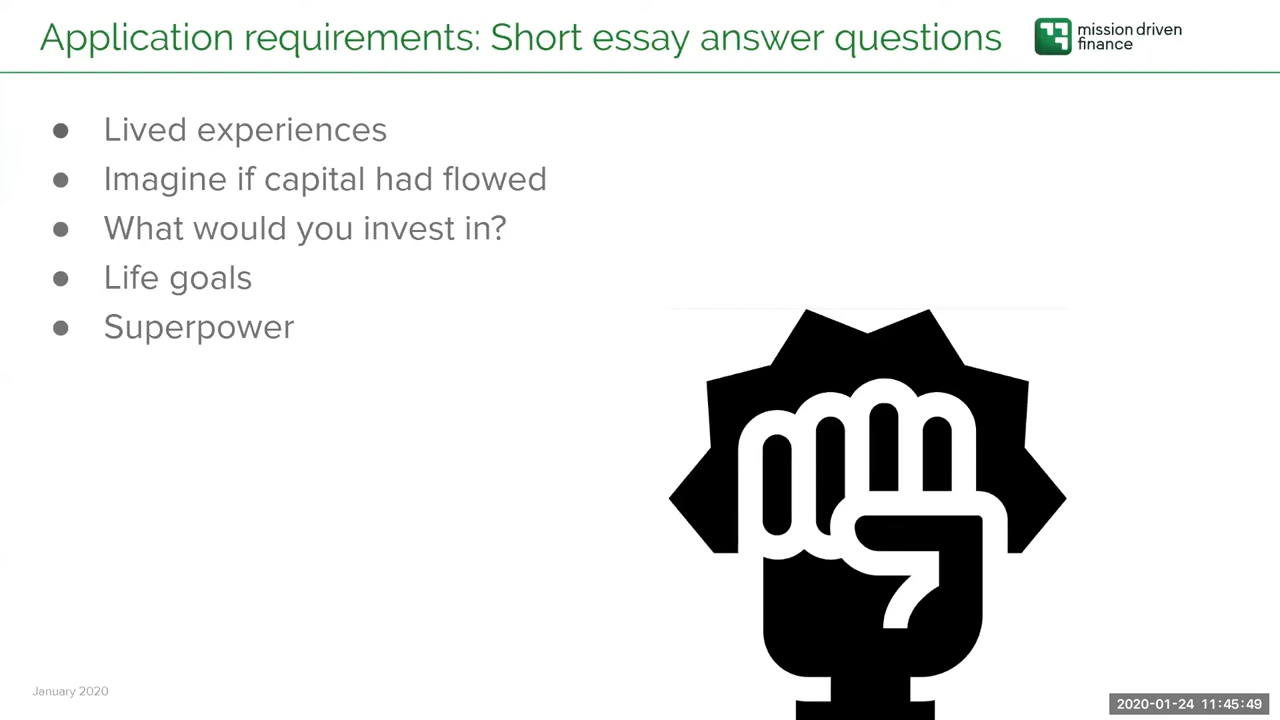 Application requirements: Short essay answer questions
mission driven
finance
● Lived experiences
● Imagine if capital had flowed
● What would you invest in?
● Life goals
● Superpower
January 2020
2020-01-24 11:45:49